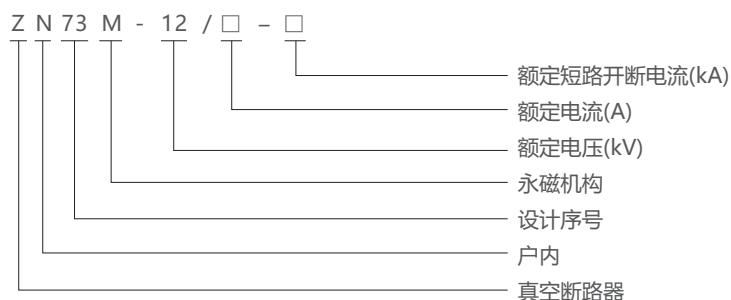 Z N 73 M - 12 / □ – □
额定短路开断电流(kA)
额定电流(A)
额定电压(kV)
永磁机构
设计序号
户内
真空断路器